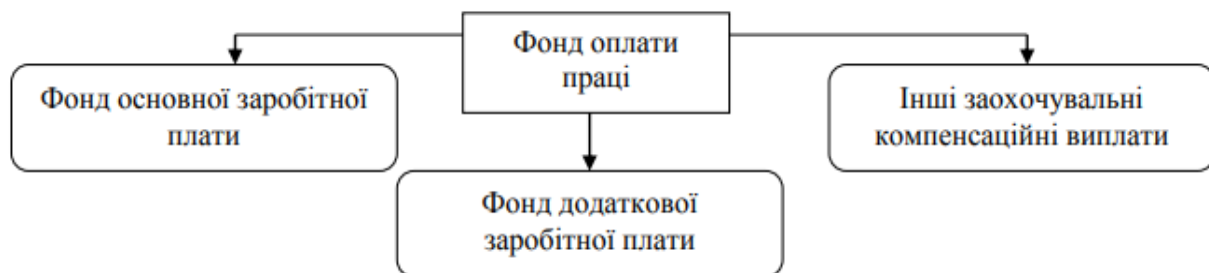 Фонд оплати
праці
Фонд основної заробітної
плати
Інші заохочувальні
компенсаційні виплати
Фонд додаткової
заробітної плати